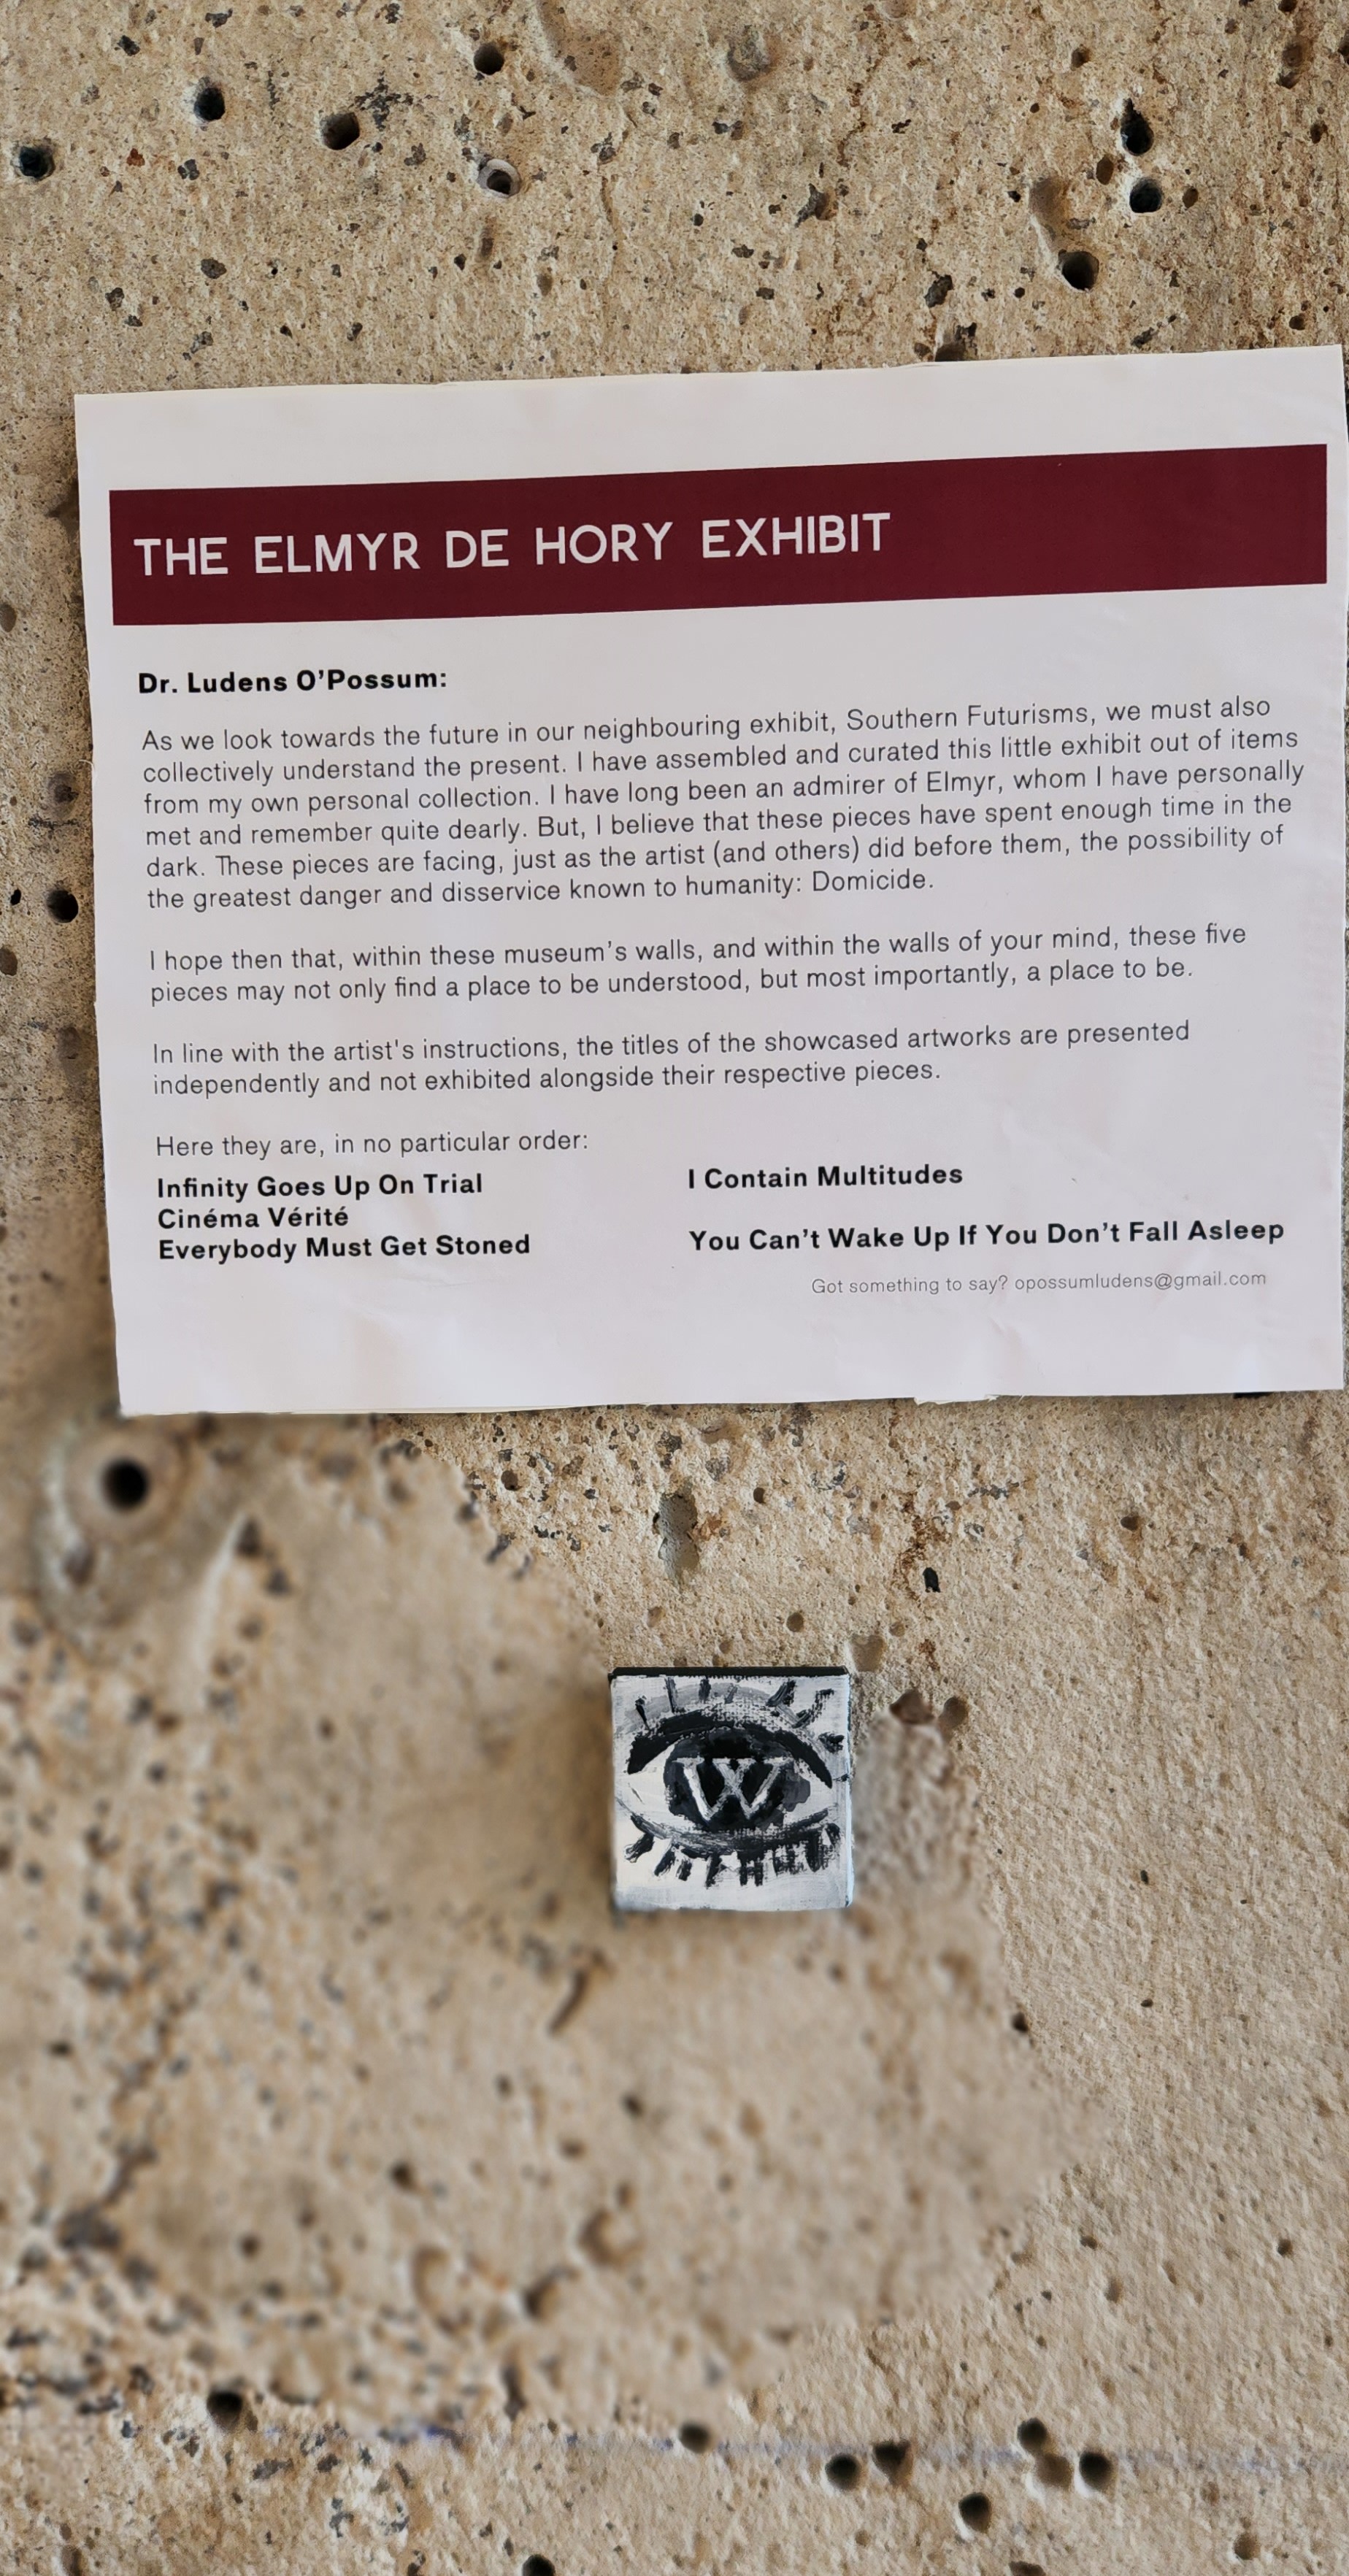 THE ELMYR DE HORY EXHIBIT
Dr. Ludens O'Possum:
As we look towards the future in our neighbouring exhibit, Southern Futurisms, we must also
collectively understand the present. I have assembled and curated this little exhibit out of items
from my own personal collection. I have long been an admirer of Elmyr, whom I have personally
met and remember quite dearly. But, I believe that these pieces have spent enough time in the
dark. These pieces are facing, just as the artist (and others) did before them, the possibility of
the greatest danger and disservice known to humanity: Domicide.
I hope then that, within these museum's walls, and within the walls of your mind, these five
pieces may not only find a place to be understood, but most importantly, a place to be.
In line with the artist's instructions, the titles of the showcased artworks are presented
independently and not exhibited alongside their respective pieces.
Here they are, in no particular order:
Infinity Goes Up On Trial
Cinéma Vérité
Everybody Must Get Stoned
I Contain Multitudes
You Can't Wake Up If You Don't Fall Asleep
Got something to say? opossumludens@gmail.com
W